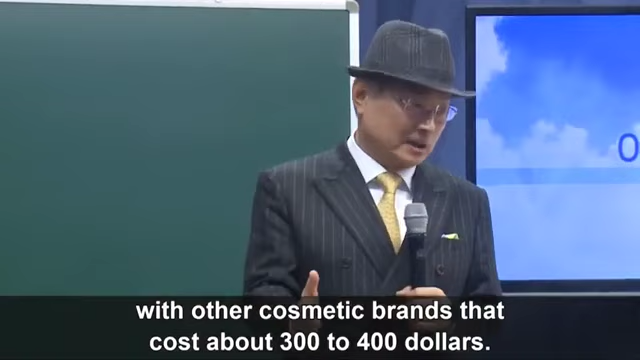 O
with other cosmetic brands that
cost about 300 to 400 dollars.